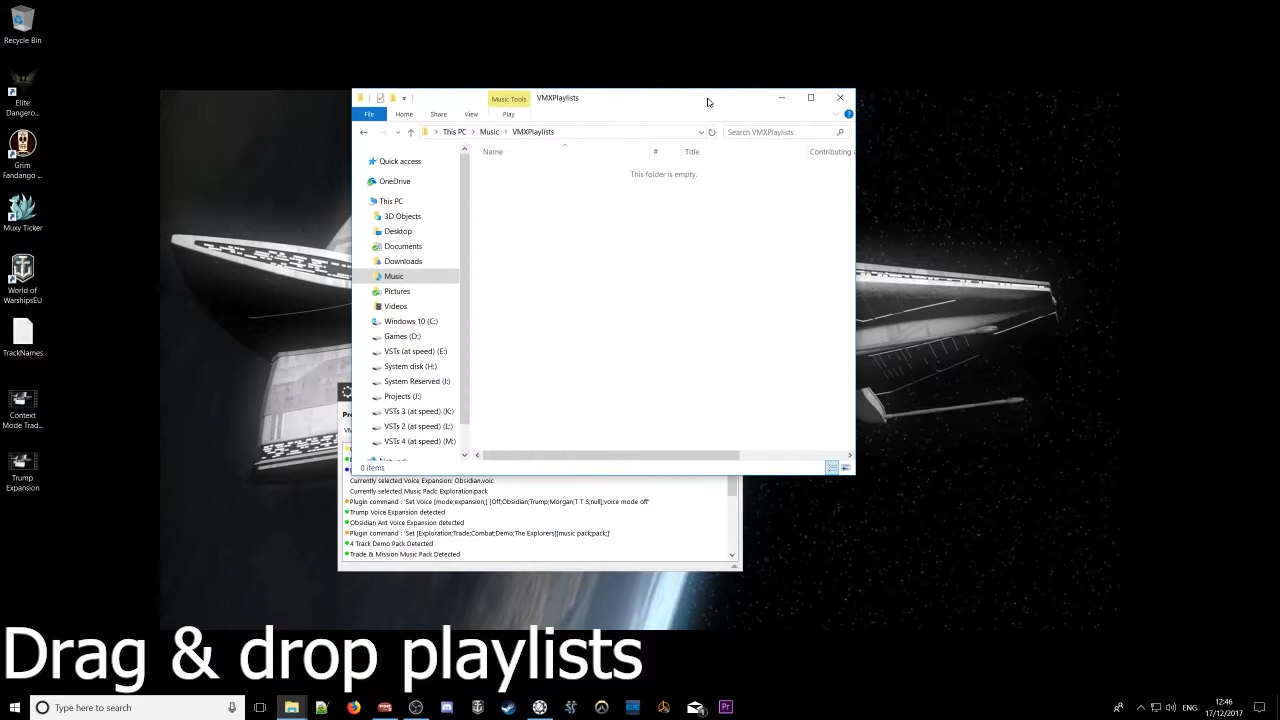 Recycle Bin
Elite
Dangero...
Grim
Fandango ...
Muxy Ticker
World of
WarshipsEU
TrackNames
Context
Mode Trad...
Trump
Expansion
Music Tools
VMXPlaylists
File
Home
Share
View
Play
This PC
Music
VMXPlaylists
Search VMXPlaylists
Name
#
Title
Contributing a
This folder is empty.
Quick access
OneDrive
This PC
3D Objects
Desktop
Documents
Downloads
Music
Pictures
Videos
Windows 10 (C:)
Games (D:)
VSTs (at speed) (E:)
System disk (H:)
System Reserved (I:)
Projects (J:)
VSTs 3 (at speed) (K:)
VSTs 2 (at speed) (L:)
VSTs 4 (at speed) (M:)
0 items
Currently selected Voice Expansion: Obsidian.voic
Currently selected Music Pack: Exploration.pack
Plugin command : 'Set Voice [mode;expansion;] [Off;Obsidian;Trump;Morgan;T T S;null];voice mode off'
Trump Voice Expansion detected
Obsidian Ant Voice Expansion detected
Plugin command : 'Set [Exploration;Trade;Combat;Demo;The Explorers][music pack;pack;]'
4 Track Demo Pack Detected
Trade & Mission Music Pack Detected
Drag & drop playlists
Type here to search
ENG
12:46
17/12/2017